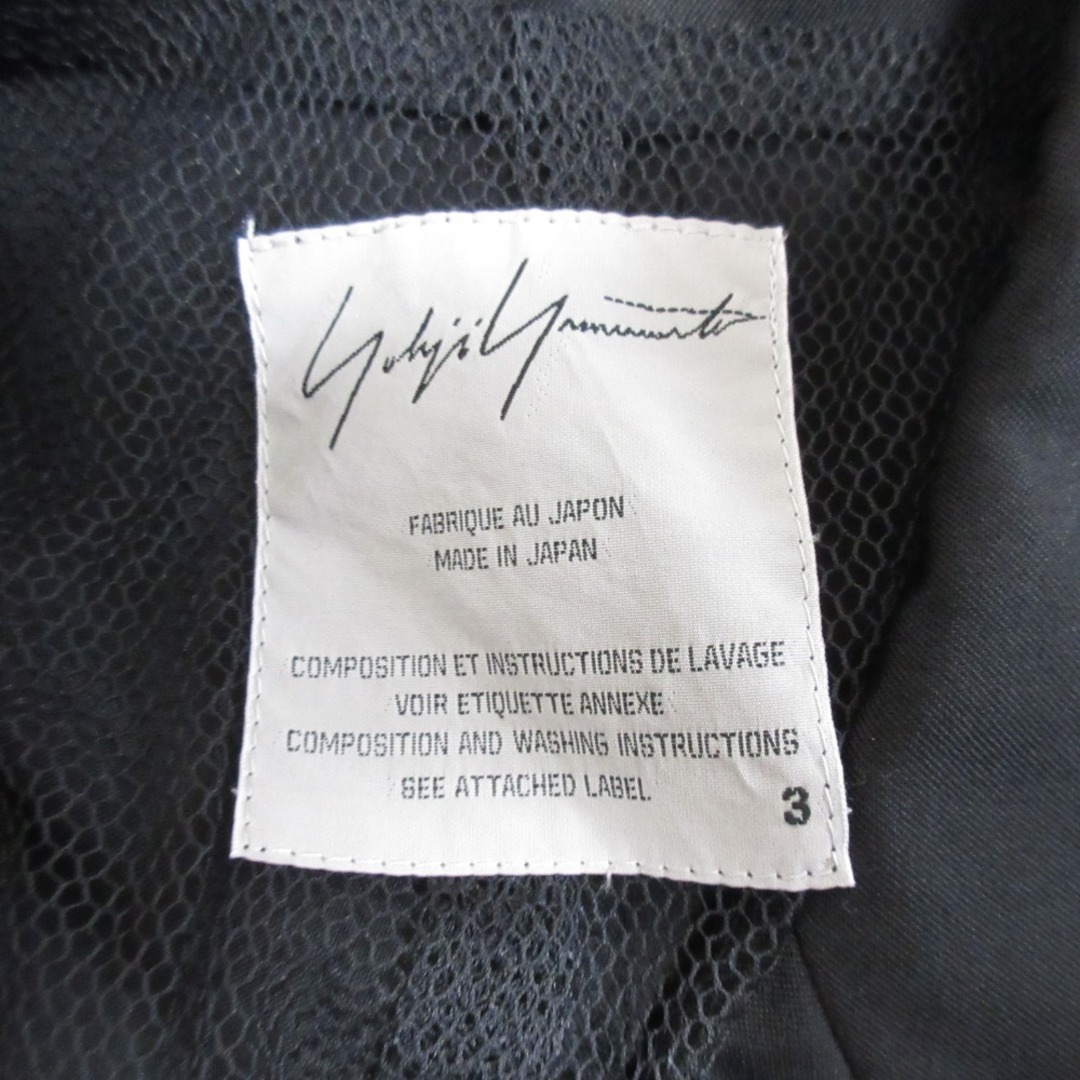 Yohji Yamamoto
FABRIQUE AU JAPON
MADE IN JAPAN
COMPOSITION ET INSTRUCTIONS DE LAVAGE
VOIR ETIQUETTE ANNEXE
COMPOSITION AND WASHING INSTRUCTIONS
SEE ATTACHED LABEL
3